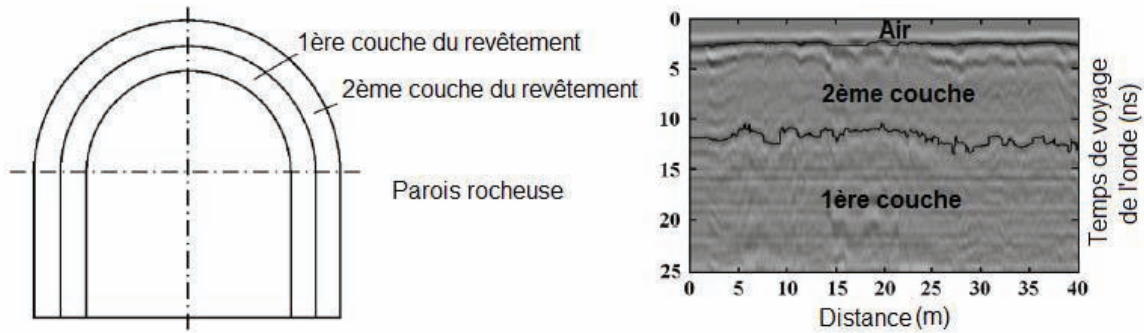 1ère couche du revêtement
2ème couche du revêtement
Parois rocheuse
0
5
10
15
20
25
Air
2ème couche
1ère couche
0 5 10 15 20 25 30 35 40
Distance (m)
Temps de voyage
de l'onde (ns)